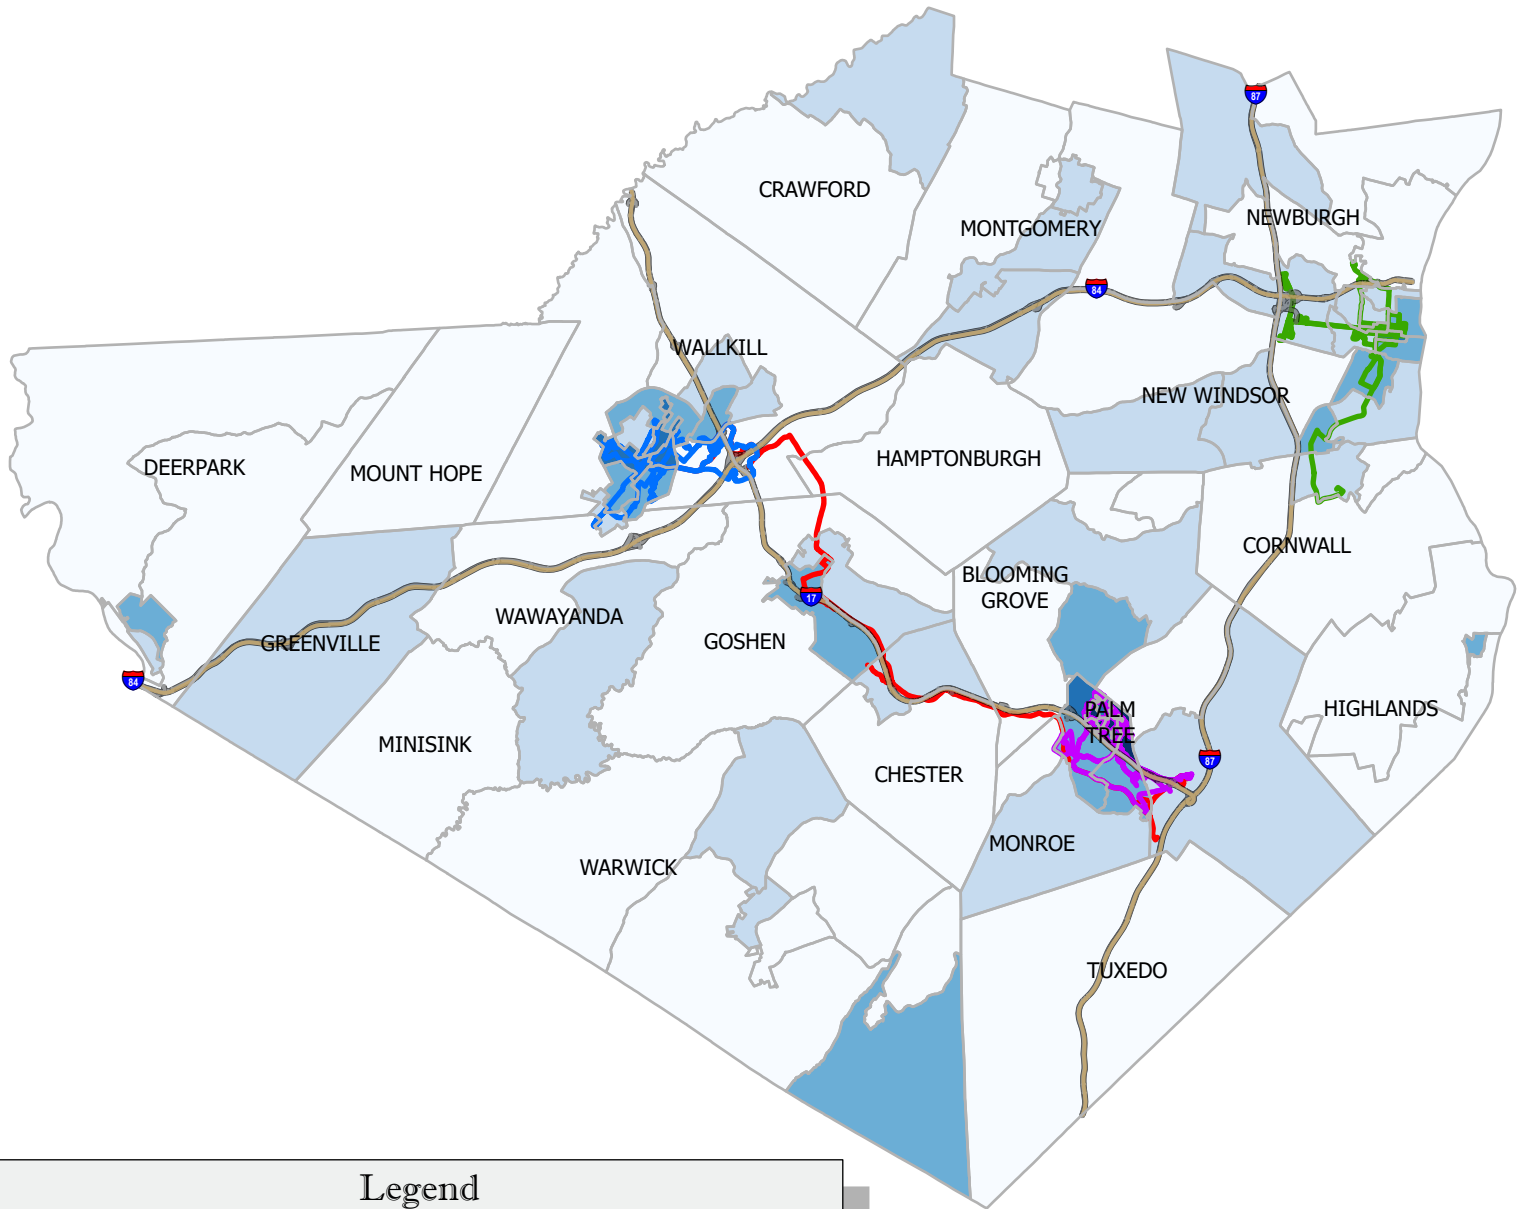 87
CRAWFORD
MONTGOMERY
NEWBURGH
84
WALLKILL
NEW WINDSOR
DEERPARK
MOUNT HOPE
HAMPTONBURGH
CORNWALL
BLOOMING
GROVE
17
WAWAYANDA
GREENVILLE
GOSHEN
84
PALM
TREE
HIGHLANDS
MINISINK
87
CHESTER
MONROE
WARWICK
TUXEDO
Legend